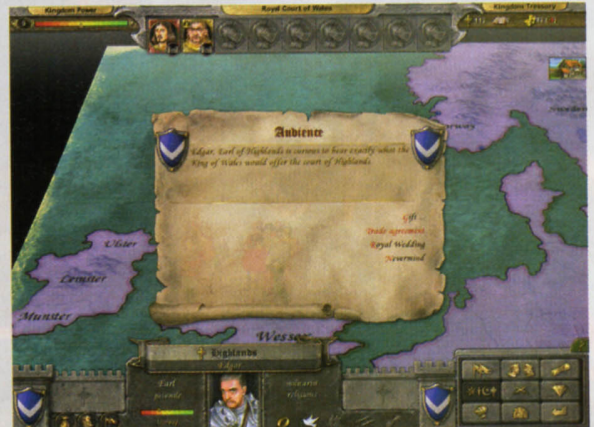 Kingdom Power
Royal Court of Wales
Kingdoms Treasury
Audience
Edgar, Earl of Highlands is curious to hear exactly what the
King of Wales would offer the court of Highlands
Gift ...
Trade agreement
Royal Wedding
Nevermind
Ulster
Leinster
Munster
Wessex
Highlands
Edgar
Earl